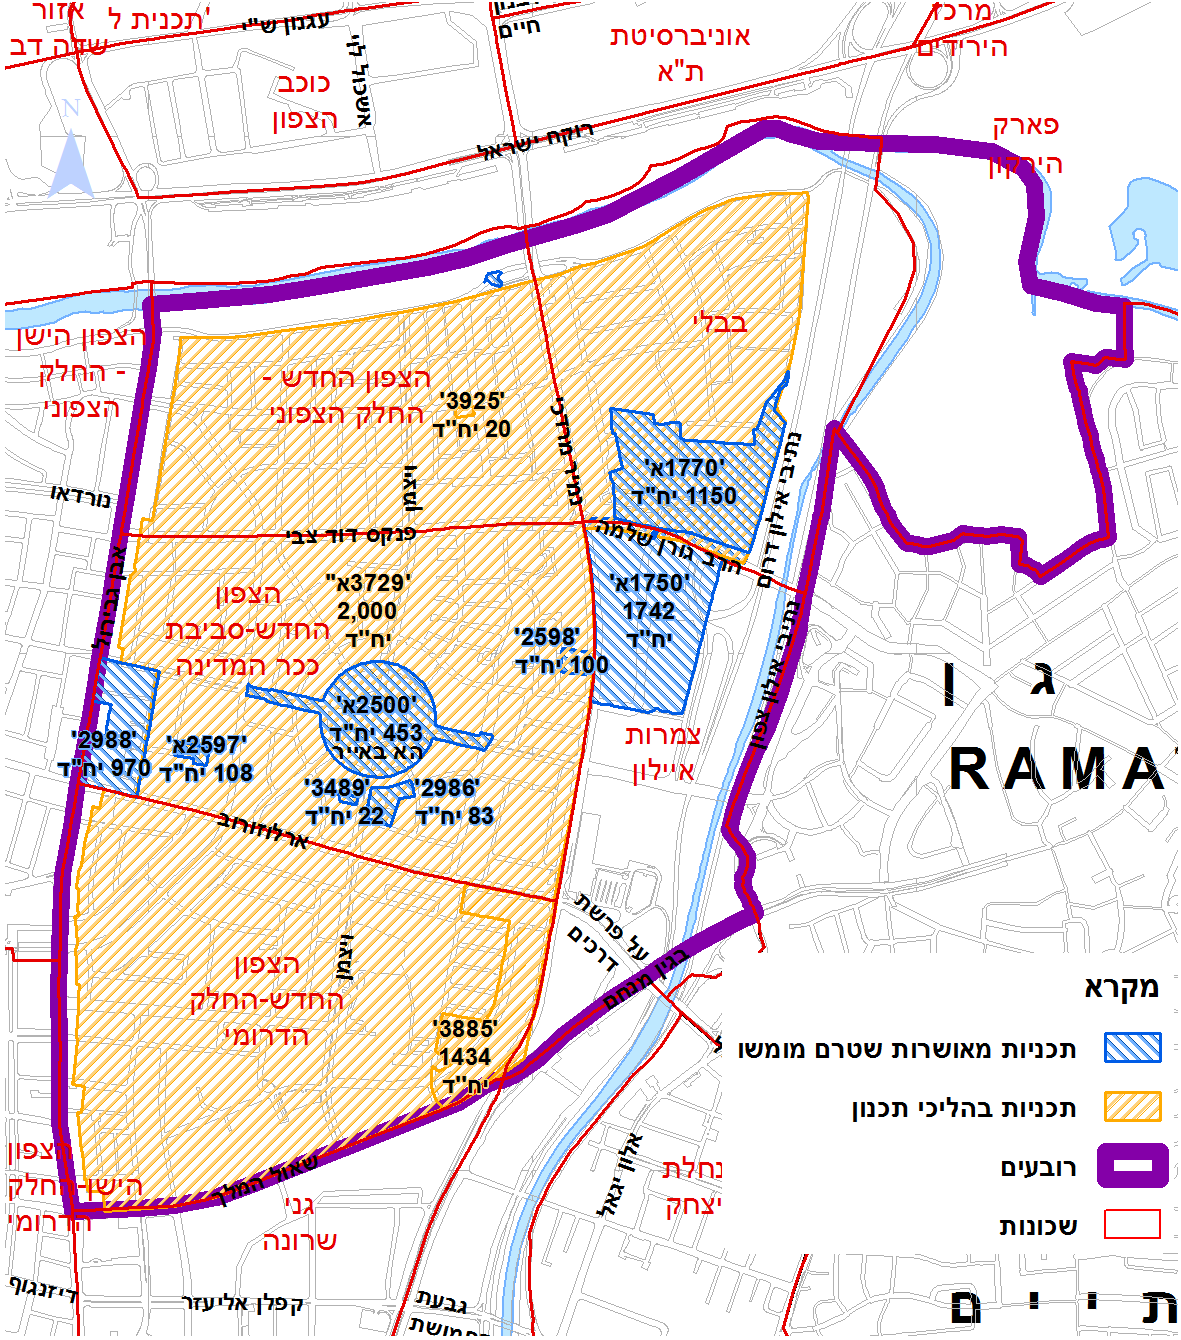 אזור
שדה דב
'תכנית ל
עגנון ש"י
כוכב
הצפון
חיים
אוניברסיטת
ת"א
מרכז
הירידים
רוקח ישראל
פארק
הירקון
N
הצפון הישן
- החלק
הצפוני
הצפון החדש -
החלק הצפוני
'3925'
20 יח"ד
בבלי
נמיר מרדכי
ויצמן
נורדאו
'1770א'
1150 יח"ד
נתיבי אילון דרום
פנקס דוד צבי
הרב גורן שלמה
אבן גבירול
הצפון
החדש-סביבת
ככר המדינה
"3729א'
2,000
יח"ד
'1750א'
1742
יח"ד
'2598'
100 יח"ד
נתיבי אילון צפון
ג ן
RAMA
'2500א'
453 יח"ד
הא באייר
'2988'
970 יח"ד
'2597א'
108 יח"ד
'3489'
22 יח"ד
'2986'
83 יח"ד
צמרות
איילון
ארלוזורוב
על פרשת
דרכים
בגין מנחם
ויצמן
הצפון
החדש-החלק
הדרומי
'3885'
1434
יח"ד
מקרא
תכניות מאושרות שטרם מומשו
תכניות בהליכי תכנון
רובעים
שכונות
הצפון
הישן-החלק
הדרומי
שאול המלך
גני
שרונה
אלון יגאל
נחלת
יצחק
דיזנגוף
קפלן אליעזר
גבעת
ת י י ם